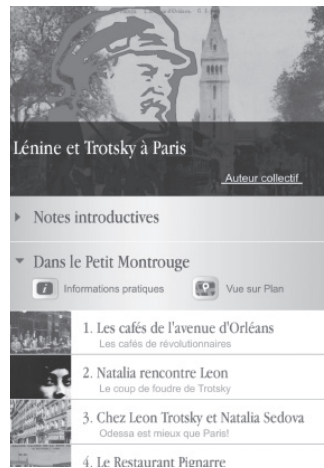 Lénine et Trotsky à Paris
Auteur collectif
Notes introductives
Dans le Petit Montrouge
Informations pratiques
Vue sur Plan
1. Les cafés de l'avenue d'Orléans
Les cafés de révolutionnaires
2. Natalia rencontre Leon
Le coup de foudre de Trotsky
3. Chez Leon Trotsky et Natalia Sedova
Odessa est mieux que Paris!
4. Le Restaurant Pignarre